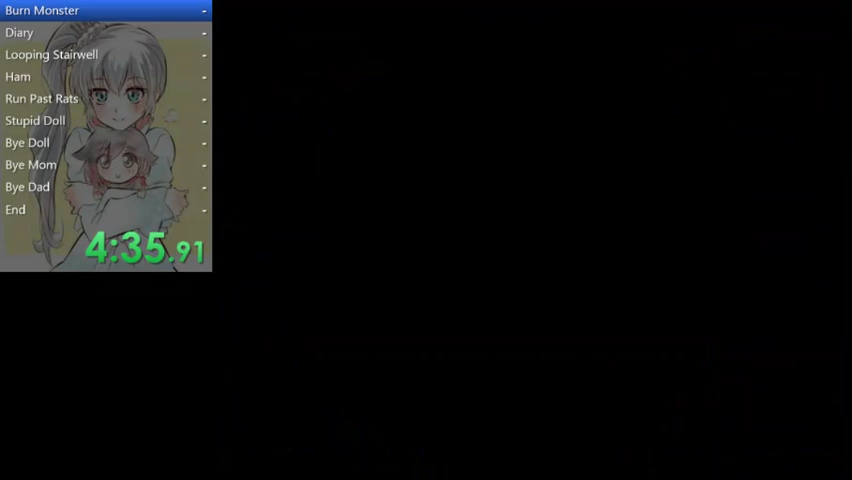 Burn Monster -
Diary -
Looping Stairwell -
Ham -
Run Past Rats -
Stupid Doll -
Bye Doll -
Bye Mom -
Bye Dad -
End -
4:35.91